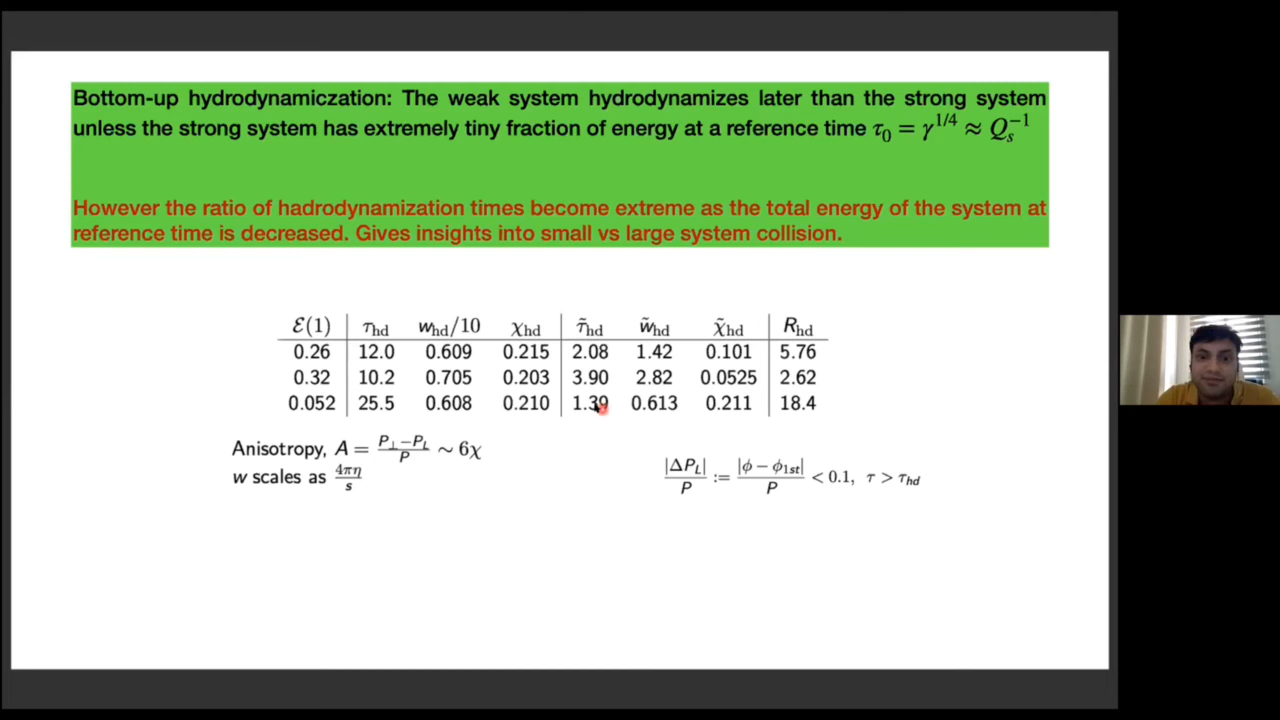 Bottom-up hydrodynamiczation: The weak system hydrodynamizes later than the strong system
unless the strong system has extremely tiny fraction of energy at a reference time τ₀ = γ^{1/4} ≈ Q_s^{-1}
However the ratio of hadrodynamization times become extreme as the total energy of the system at
reference time is decreased. Gives insights into small vs large system collision.
ℰ(1) τ_hd w_hd/10 χ_hd τ̃_hd w̃_hd χ̃_hd R_hd
0.26 12.0 0.609 0.215 2.08 1.42 0.101 5.76
0.32 10.2 0.705 0.203 3.90 2.82 0.0525 2.62
0.052 25.5 0.608 0.210 1.39 0.613 0.211 18.4
Anisotropy, A = (P_⊥−P_L)/P ∼ 6χ
w scales as 4πη/s
|ΔP_L|/P := |ϕ − ϕ_1st|/P < 0.1, τ > τ_hd